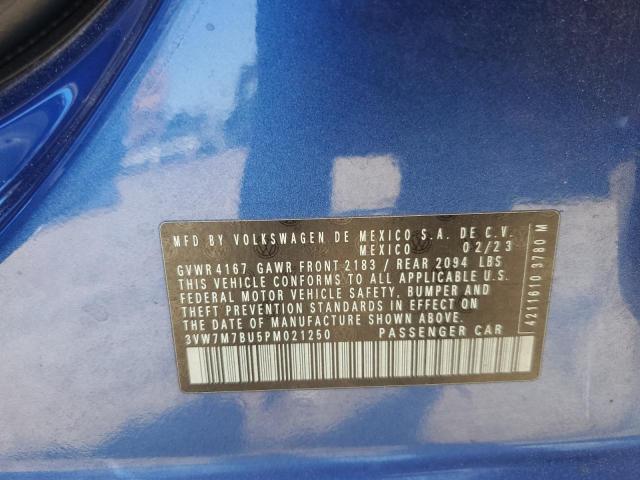 MFD BY VOLKSWAGEN DE MEXICO S.A. DE C.V.
MEXICO 02/23
GVWR 4167 GAWR FRONT 2183 / REAR 2094 LBS
THIS VEHICLE CONFORMS TO ALL APPLICABLE U.S.
FEDERAL MOTOR VEHICLE SAFETY, BUMPER AND
THEFT PREVENTION STANDARDS IN EFFECT ON
THE DATE OF MANUFACTURE SHOWN ABOVE.
3VW7M7BU5PM021250 PASSENGER CAR
4211610 3780 M